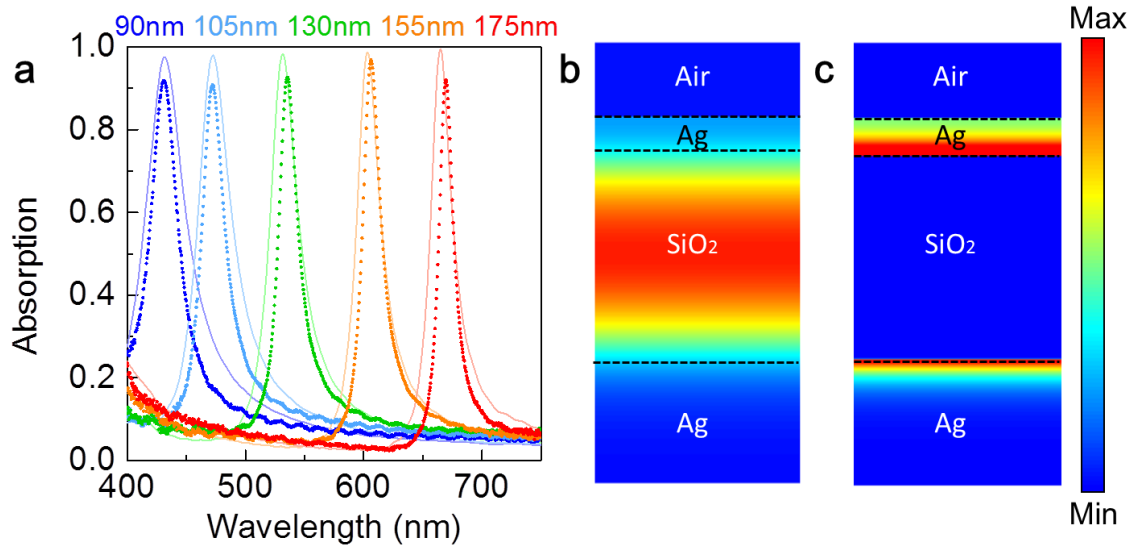 90nm 105nm 130nm 155nm 175nm
a
1.0
0.8
0.6
0.4
0.2
0.0
Absorption
400 500 600 700
Wavelength (nm)
b
Air
Ag
SiO₂
Ag
c
Air
Ag
SiO₂
Ag
Max
Min